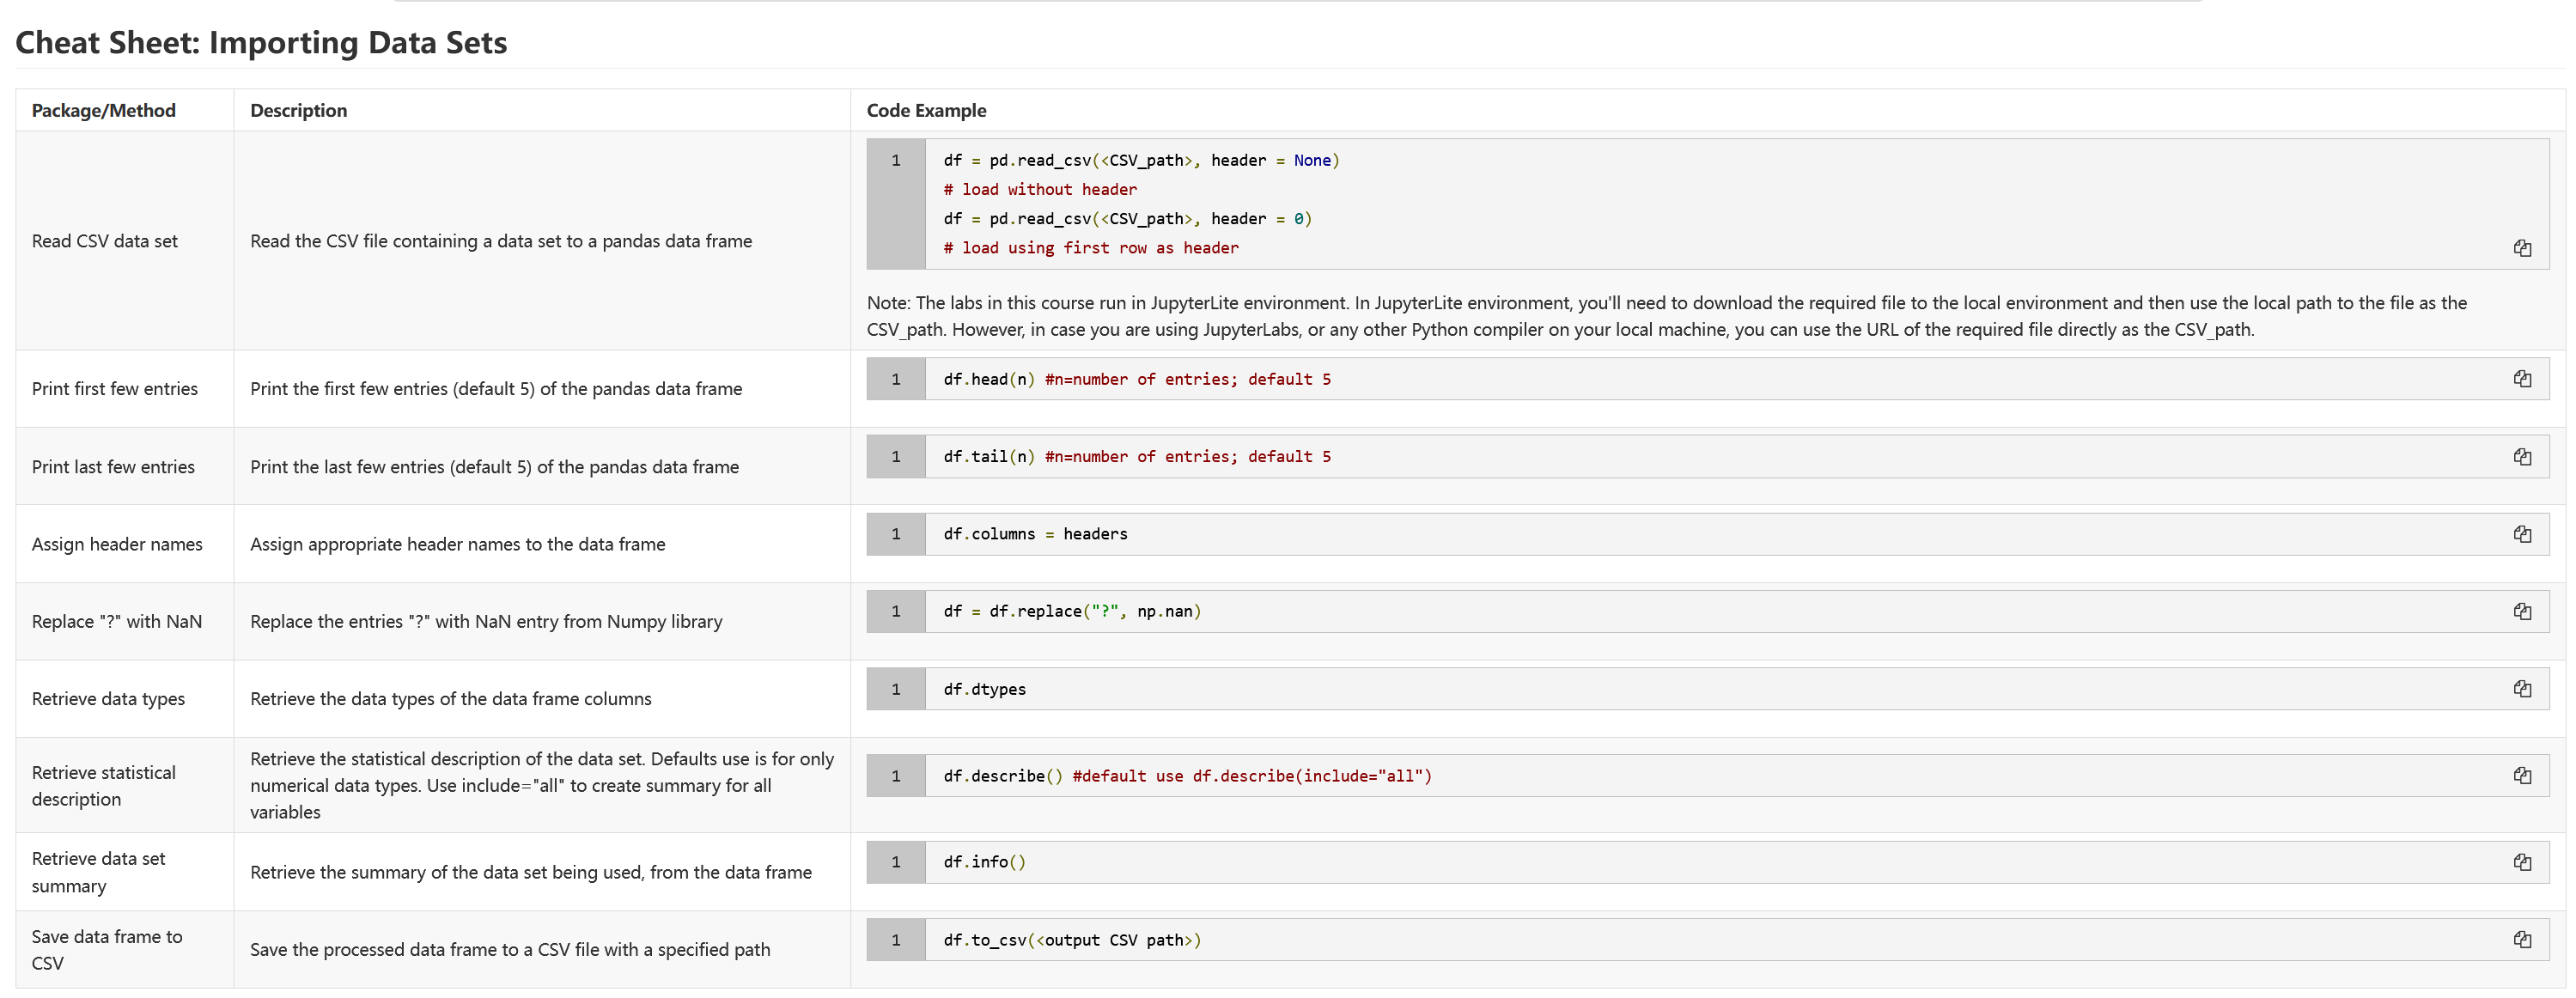 Cheat Sheet: Importing Data Sets
Package/Method Description Code Example
Read CSV data set
Read the CSV file containing a data set to a pandas data frame
1 df = pd.read_csv(<CSV_path>, header = None)
# load without header
df = pd.read_csv(<CSV_path>, header = 0)
# load using first row as header
Note: The labs in this course run in JupyterLite environment. In JupyterLite environment, you'll need to download the required file to the local environment and then use the local path to the file as the
CSV_path. However, in case you are using JupyterLabs, or any other Python compiler on your local machine, you can use the URL of the required file directly as the CSV_path.
Print first few entries
Print the first few entries (default 5) of the pandas data frame
1 df.head(n) #n=number of entries; default 5
Print last few entries
Print the last few entries (default 5) of the pandas data frame
1 df.tail(n) #n=number of entries; default 5
Assign header names
Assign appropriate header names to the data frame
1 df.columns = headers
Replace "?" with NaN
Replace the entries "?" with NaN entry from Numpy library
1 df = df.replace("?", np.nan)
Retrieve data types
Retrieve the data types of the data frame columns
1 df.dtypes
Retrieve statistical
description
Retrieve the statistical description of the data set. Defaults use is for only
numerical data types. Use include="all" to create summary for all
variables
1 df.describe() #default use df.describe(include="all")
Retrieve data set
summary
Retrieve the summary of the data set being used, from the data frame
1 df.info()
Save data frame to
CSV
Save the processed data frame to a CSV file with a specified path
1 df.to_csv(<output CSV path>)